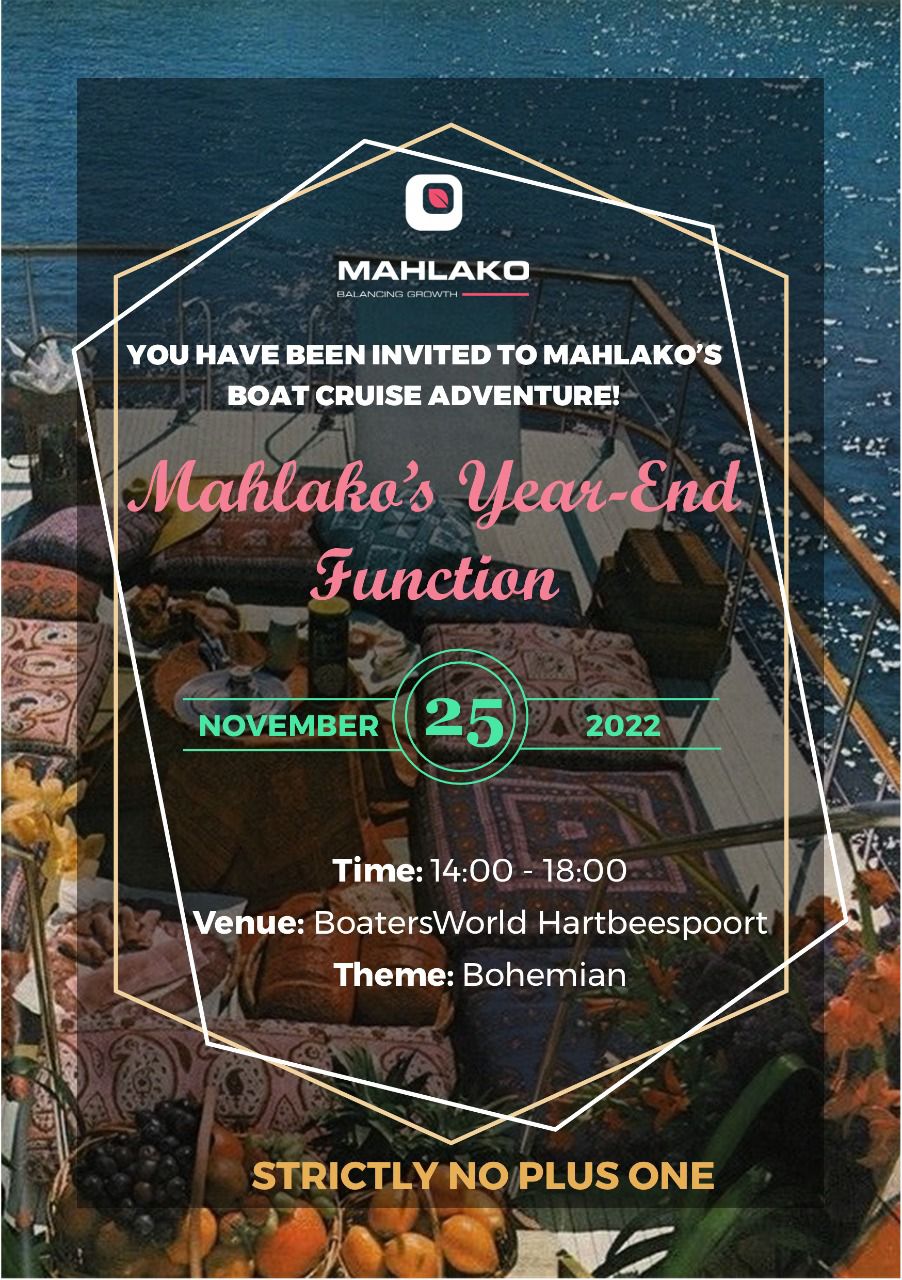 MAHLAKO
BALANCING GROWTH
YOU HAVE BEEN INVITED TO MAHLAKO'S
BOAT CRUISE ADVENTURE!
Mahlako's Year-End
Function
NOVEMBER 25 2022
Time: 14:00 - 18:00
Venue: BoatersWorld Hartbeespoort
Theme: Bohemian
STRICTLY NO PLUS ONE